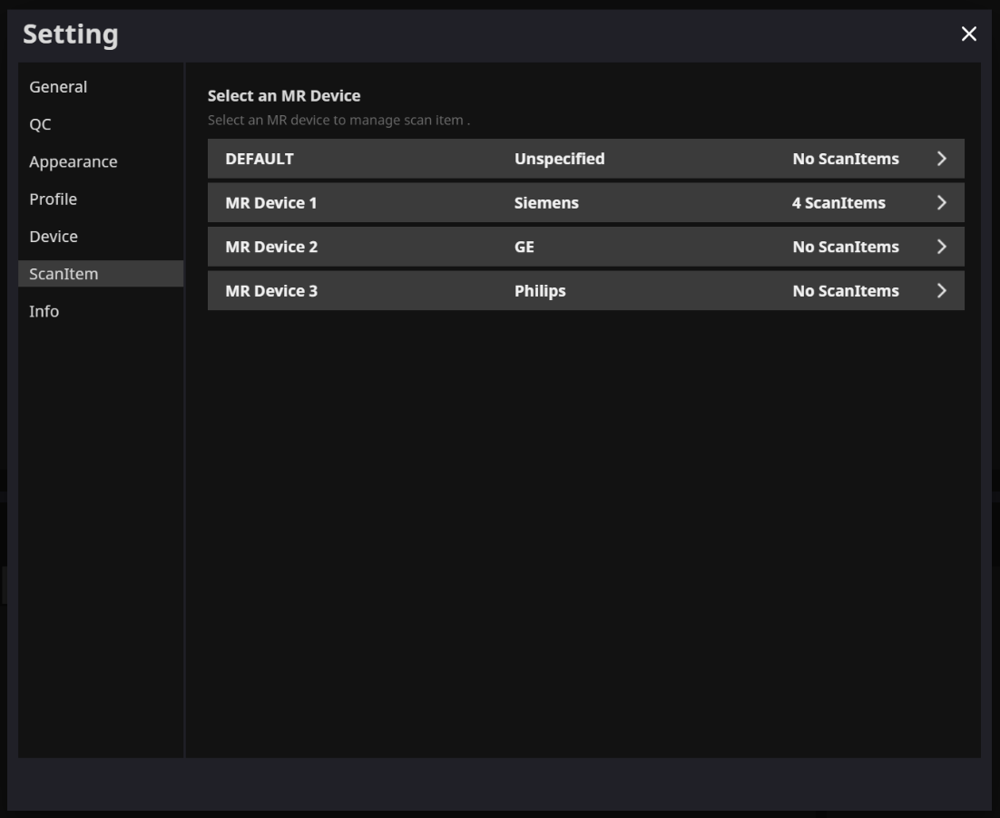 Setting
General
QC
Appearance
Profile
Device
ScanItem
Info
Select an MR Device
Select an MR device to manage scan item .
DEFAULT Unspecified No ScanItems
MR Device 1 Siemens 4 ScanItems
MR Device 2 GE No ScanItems
MR Device 3 Philips No ScanItems